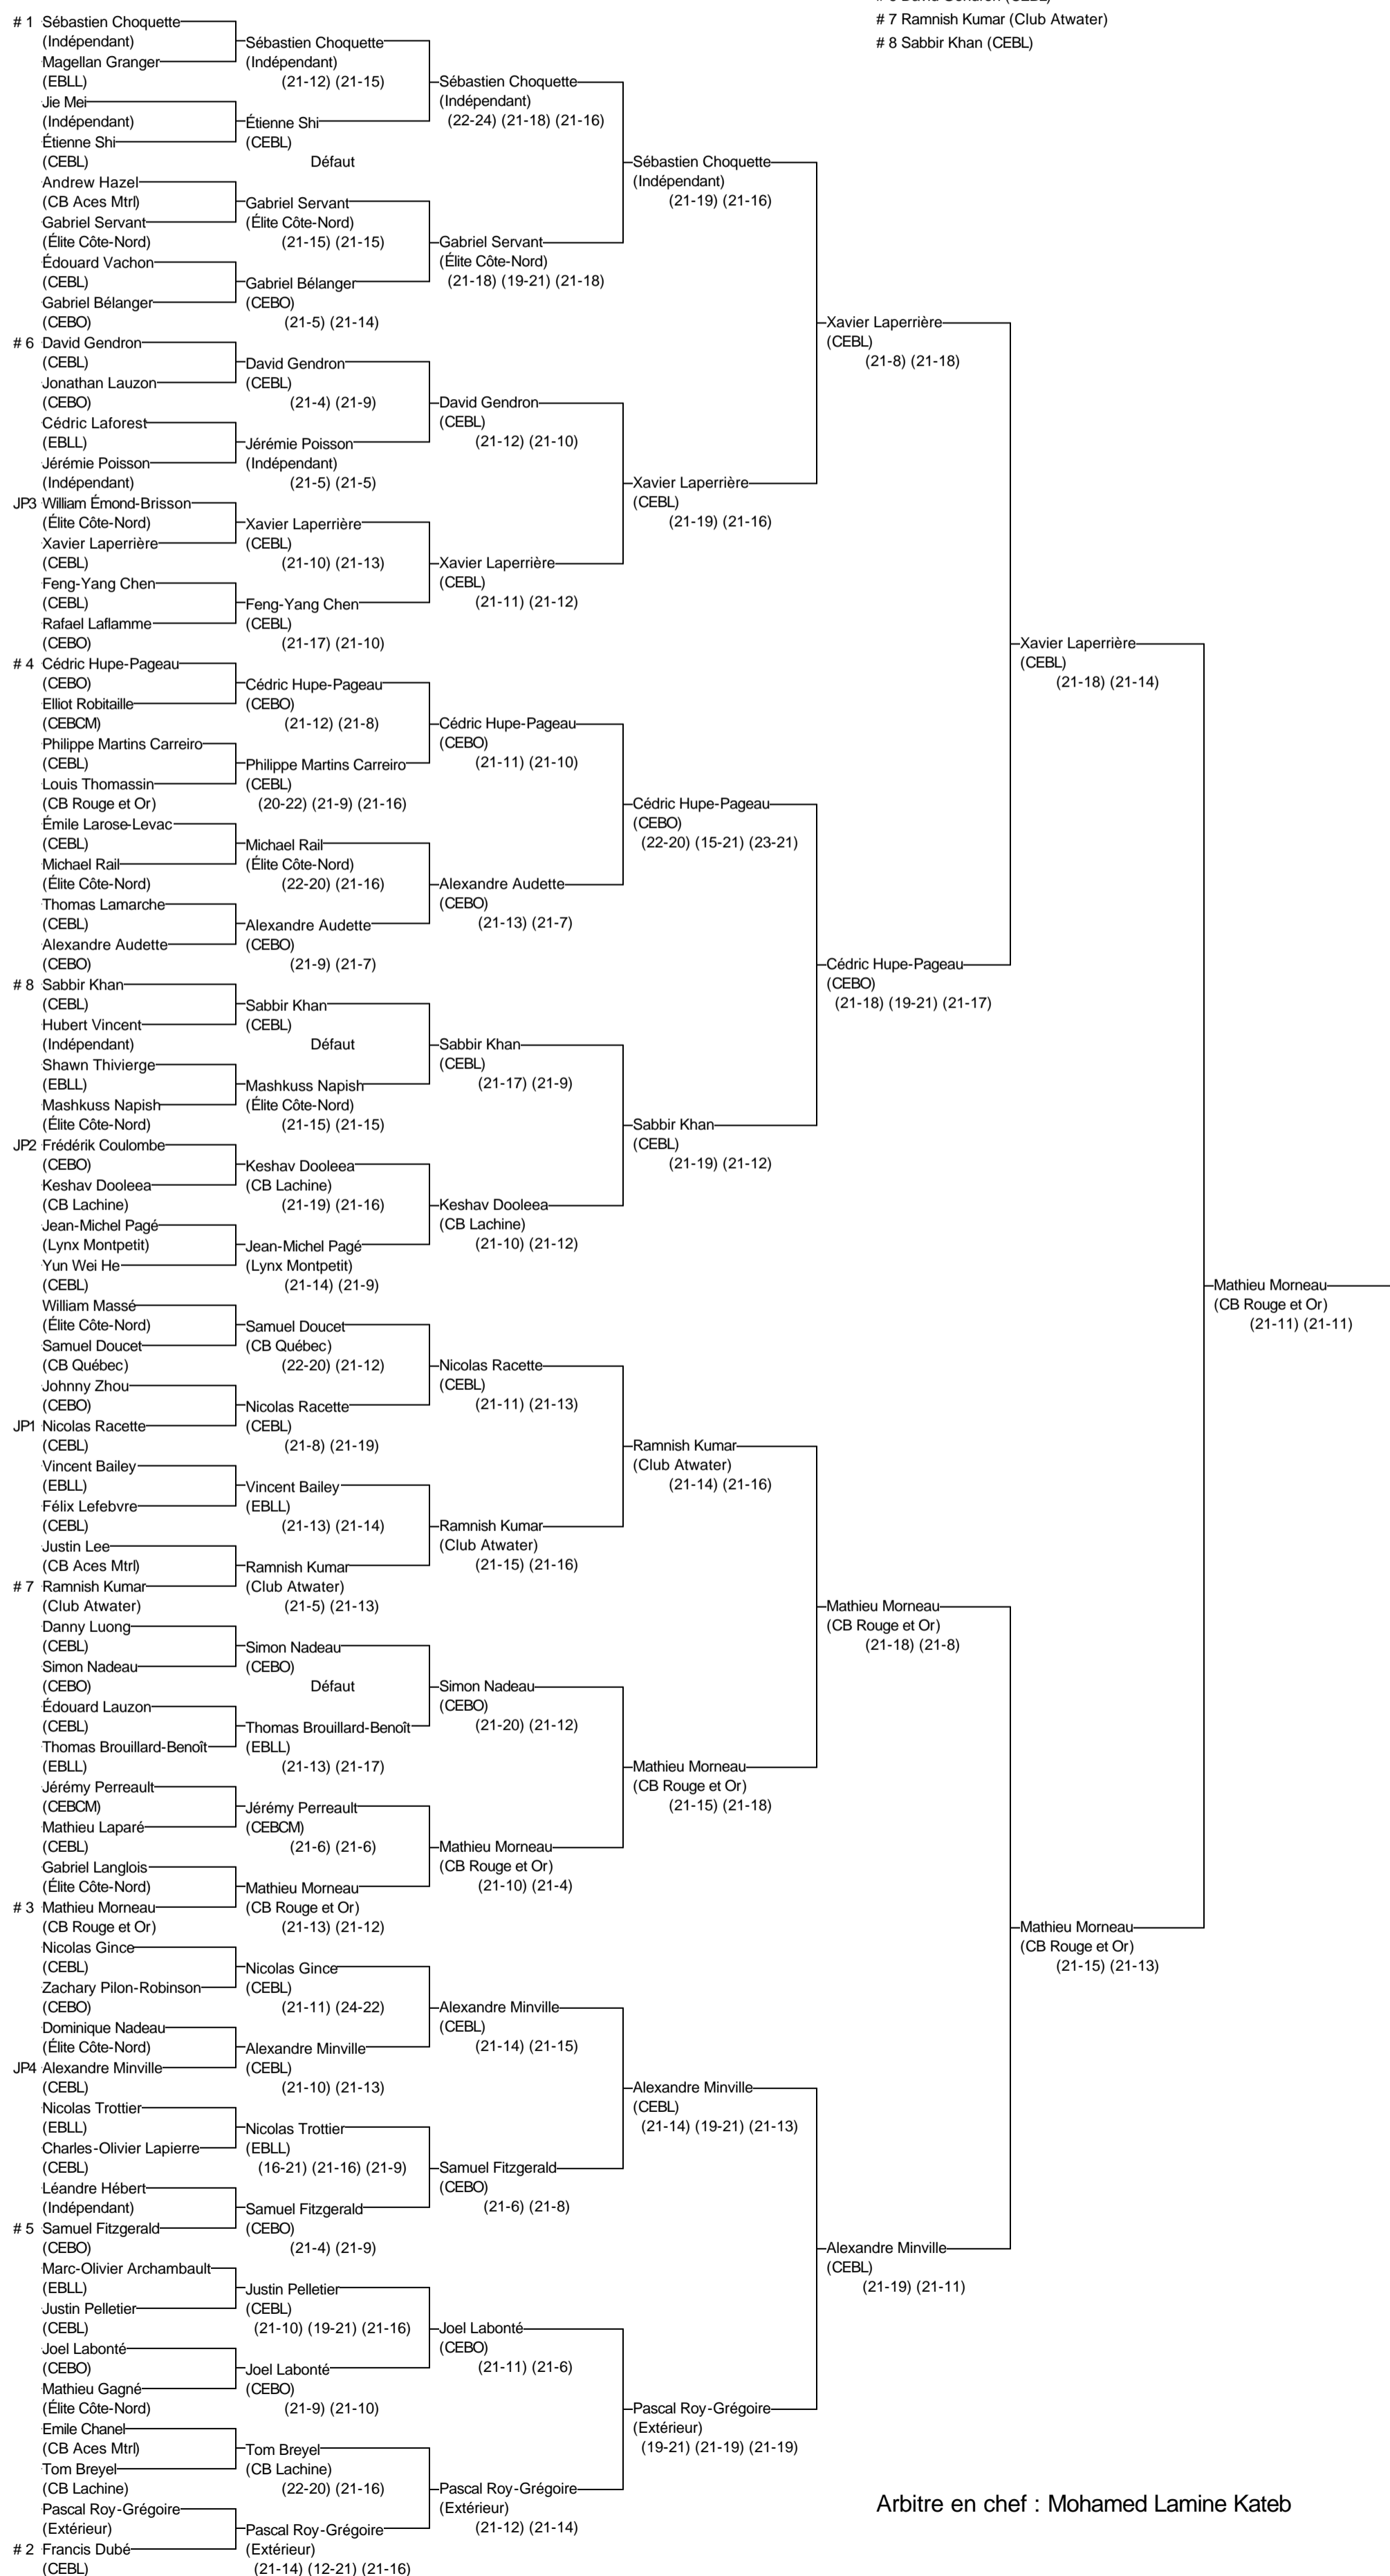 # 7 Ramnish Kumar (Club Atwater)
# 8 Sabbir Khan (CEBL)
# 1 Sébastien Choquette
(Indépendant)
Magellan Granger
(EBLL)
Jie Mei
(Indépendant)
Étienne Shi
(CEBL)
Andrew Hazel
(CB Aces Mtrl)
Gabriel Servant
(Élite Côte-Nord)
Édouard Vachon
(CEBL)
Gabriel Bélanger
(CEBO)
# 6 David Gendron
(CEBL)
Jonathan Lauzon
(CEBO)
Cédric Laforest
(EBLL)
Jérémie Poisson
(Indépendant)
JP3 William Émond-Brisson
(Élite Côte-Nord)
Xavier Laperrière
(CEBL)
Feng-Yang Chen
(CEBL)
Rafael Laflamme
(CEBO)
# 4 Cédric Hupe-Pageau
(CEBO)
Elliot Robitaille
(CEBCM)
Philippe Martins Carreiro
(CEBL)
Louis Thomassin
(CB Rouge et Or)
Émile Larose-Levac
(CEBL)
Michael Rail
(Élite Côte-Nord)
Thomas Lamarche
(CEBL)
Alexandre Audette
(CEBO)
# 8 Sabbir Khan
(CEBL)
Hubert Vincent
(Indépendant)
Shawn Thivierge
(EBLL)
Mashkuss Napish
(Élite Côte-Nord)
JP2 Frédérik Coulombe
(CEBO)
Keshav Dooleea
(CB Lachine)
Jean-Michel Pagé
(Lynx Montpetit)
Yun Wei He
(CEBL)
William Massé
(Élite Côte-Nord)
Samuel Doucet
(CB Québec)
Johnny Zhou
(CEBO)
JP1 Nicolas Racette
(CEBL)
Vincent Bailey
(EBLL)
Félix Lefebvre
(CEBL)
Justin Lee
(CB Aces Mtrl)
# 7 Ramnish Kumar
(Club Atwater)
Danny Luong
(CEBL)
Simon Nadeau
(CEBO)
Édouard Lauzon
(CEBL)
Thomas Brouillard-Benoît
(EBLL)
Jérémy Perreault
(CEBCM)
Mathieu Laparé
(CEBL)
Gabriel Langlois
(Élite Côte-Nord)
# 3 Mathieu Morneau
(CB Rouge et Or)
Nicolas Gince
(CEBL)
Zachary Pilon-Robinson
(CEBO)
Dominique Nadeau
(Élite Côte-Nord)
JP4 Alexandre Minville
(CEBL)
Nicolas Trottier
(EBLL)
Charles-Olivier Lapierre
(CEBL)
Léandre Hébert
(Indépendant)
# 5 Samuel Fitzgerald
(CEBO)
Marc-Olivier Archambault
(EBLL)
Justin Pelletier
(CEBL)
Joel Labonté
(CEBO)
Mathieu Gagné
(Élite Côte-Nord)
Emile Chanel
(CB Aces Mtrl)
Tom Breyel
(CB Lachine)
Pascal Roy-Grégoire
(Extérieur)
# 2 Francis Dubé
(CEBL)
Sébastien Choquette
(Indépendant)
(21-12) (21-15)
Étienne Shi
(CEBL)
Défaut
Gabriel Servant
(Élite Côte-Nord)
(21-15) (21-15)
Gabriel Bélanger
(CEBO)
(21-5) (21-14)
David Gendron
(CEBL)
(21-4) (21-9)
Jérémie Poisson
(Indépendant)
(21-5) (21-5)
Xavier Laperrière
(CEBL)
(21-10) (21-13)
Feng-Yang Chen
(CEBL)
(21-17) (21-10)
Cédric Hupe-Pageau
(CEBO)
(21-12) (21-8)
Philippe Martins Carreiro
(CEBL)
(20-22) (21-9) (21-16)
Michael Rail
(Élite Côte-Nord)
(22-20) (21-16)
Alexandre Audette
(CEBO)
(21-9) (21-7)
Sabbir Khan
(CEBL)
Défaut
Mashkuss Napish
(Élite Côte-Nord)
(21-15) (21-15)
Keshav Dooleea
(CB Lachine)
(21-19) (21-16)
Jean-Michel Pagé
(Lynx Montpetit)
(21-14) (21-9)
Samuel Doucet
(CB Québec)
(22-20) (21-12)
Nicolas Racette
(CEBL)
(21-8) (21-19)
Vincent Bailey
(EBLL)
(21-13) (21-14)
Ramnish Kumar
(Club Atwater)
(21-5) (21-13)
Simon Nadeau
(CEBO)
Défaut
Thomas Brouillard-Benoît
(EBLL)
(21-13) (21-17)
Jérémy Perreault
(CEBCM)
(21-6) (21-6)
Mathieu Morneau
(CB Rouge et Or)
(21-13) (21-12)
Nicolas Gince
(CEBL)
(21-11) (24-22)
Alexandre Minville
(CEBL)
(21-10) (21-13)
Nicolas Trottier
(EBLL)
(16-21) (21-16) (21-9)
Samuel Fitzgerald
(CEBO)
(21-4) (21-9)
Justin Pelletier
(CEBL)
(21-10) (19-21) (21-16)
Joel Labonté
(CEBO)
(21-9) (21-10)
Tom Breyel
(CB Lachine)
(22-20) (21-16)
Pascal Roy-Grégoire
(Extérieur)
(21-14) (12-21) (21-16)
Sébastien Choquette
(Indépendant)
(22-24) (21-18) (21-16)
Gabriel Servant
(Élite Côte-Nord)
(21-18) (19-21) (21-18)
David Gendron
(CEBL)
(21-12) (21-10)
Xavier Laperrière
(CEBL)
(21-11) (21-12)
Cédric Hupe-Pageau
(CEBO)
(21-11) (21-10)
Alexandre Audette
(CEBO)
(21-13) (21-7)
Sabbir Khan
(CEBL)
(21-17) (21-9)
Keshav Dooleea
(CB Lachine)
(21-10) (21-12)
Nicolas Racette
(CEBL)
(21-11) (21-13)
Ramnish Kumar
(Club Atwater)
(21-15) (21-16)
Simon Nadeau
(CEBO)
(21-20) (21-12)
Mathieu Morneau
(CB Rouge et Or)
(21-10) (21-4)
Alexandre Minville
(CEBL)
(21-14) (21-15)
Samuel Fitzgerald
(CEBO)
(21-6) (21-8)
Joel Labonté
(CEBO)
(21-11) (21-6)
Pascal Roy-Grégoire
(Extérieur)
(21-12) (21-14)
Sébastien Choquette
(Indépendant)
(21-19) (21-16)
Xavier Laperrière
(CEBL)
(21-19) (21-16)
Cédric Hupe-Pageau
(CEBO)
(22-20) (15-21) (23-21)
Sabbir Khan
(CEBL)
(21-19) (21-12)
Ramnish Kumar
(Club Atwater)
(21-14) (21-16)
Mathieu Morneau
(CB Rouge et Or)
(21-15) (21-18)
Alexandre Minville
(CEBL)
(21-14) (19-21) (21-13)
Pascal Roy-Grégoire
(Extérieur)
(19-21) (21-19) (21-19)
Xavier Laperrière
(CEBL)
(21-8) (21-18)
Cédric Hupe-Pageau
(CEBO)
(21-18) (19-21) (21-17)
Mathieu Morneau
(CB Rouge et Or)
(21-18) (21-8)
Alexandre Minville
(CEBL)
(21-19) (21-11)
Xavier Laperrière
(CEBL)
(21-18) (21-14)
Mathieu Morneau
(CB Rouge et Or)
(21-15) (21-13)
Mathieu Morneau
(CB Rouge et Or)
(21-11) (21-11)
Arbitre en chef : Mohamed Lamine Kateb